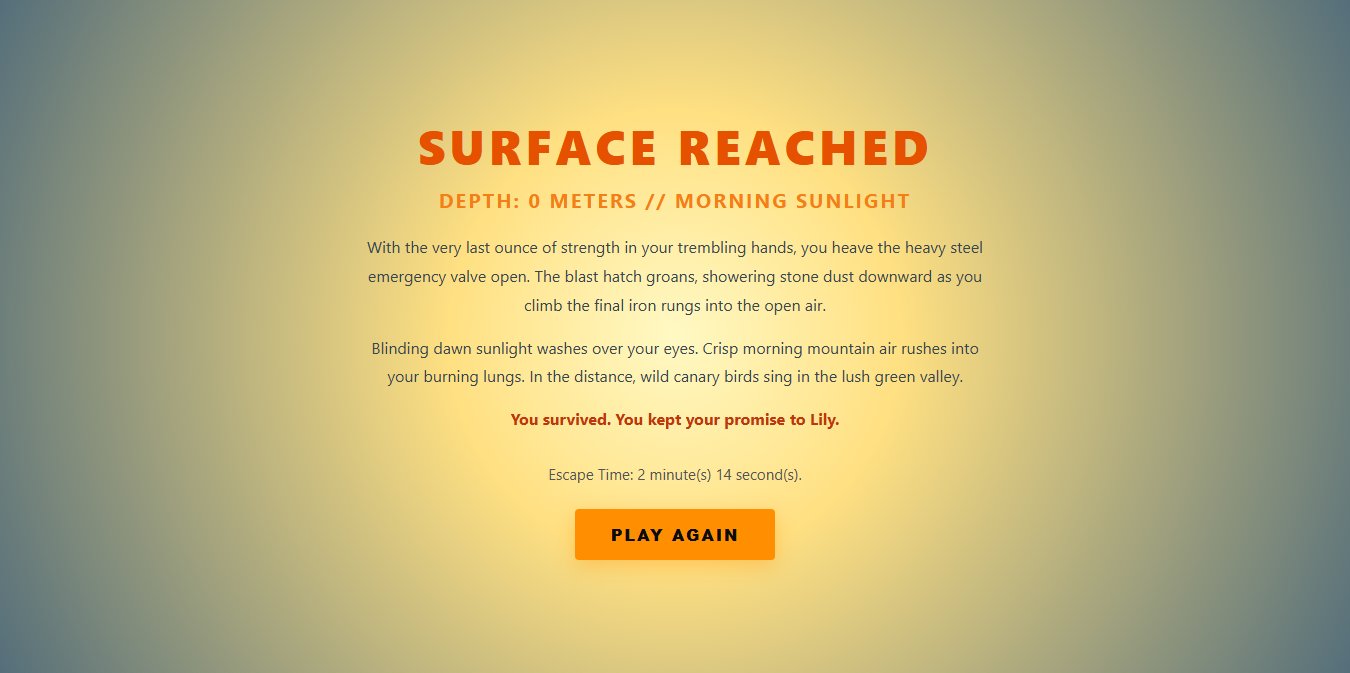 SURFACE REACHED
DEPTH: 0 METERS // MORNING SUNLIGHT
With the very last ounce of strength in your trembling hands, you heave the heavy steel
emergency valve open. The blast hatch groans, showering stone dust downward as you
climb the final iron rungs into the open air.
Blinding dawn sunlight washes over your eyes. Crisp morning mountain air rushes into
your burning lungs. In the distance, wild canary birds sing in the lush green valley.
You survived. You kept your promise to Lily.
Escape Time: 2 minute(s) 14 second(s).
PLAY AGAIN